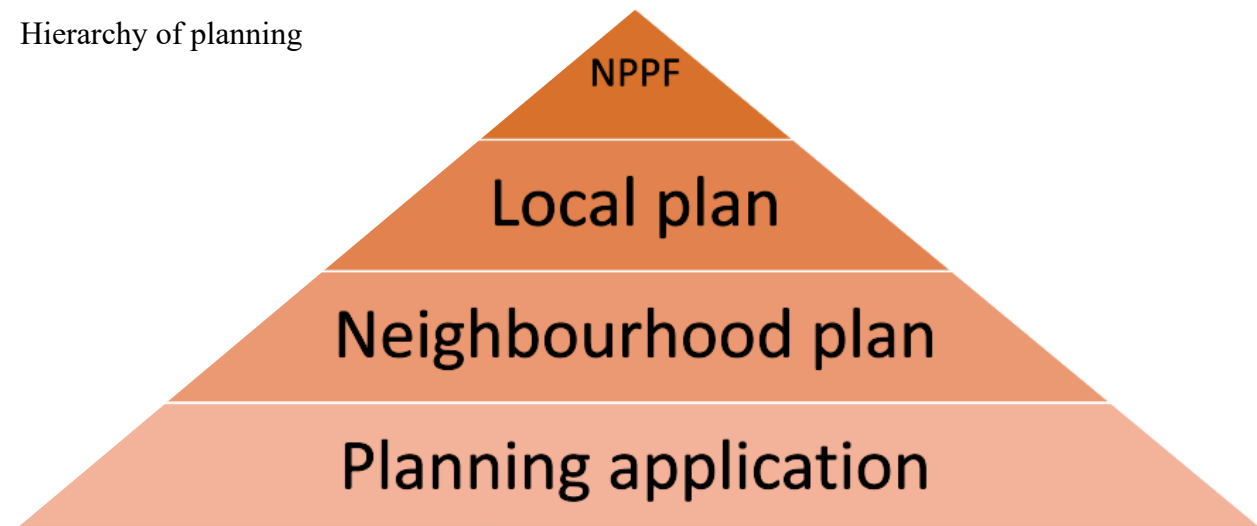 Hierarchy of planning
NPPF
Local plan
Neighbourhood plan
Planning application